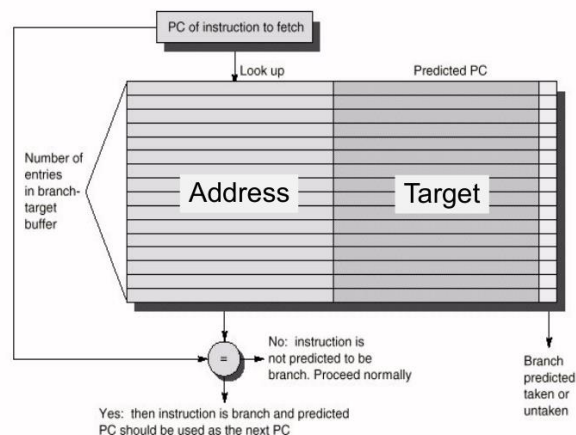 PC of instruction to fetch
Look up
Predicted PC
Number of
entries
in branch-
target
buffer
Address
Target
=
No: instruction is
not predicted to be
branch. Proceed normally
Branch
predicted
taken or
untaken
Yes: then instruction is branch and predicted
PC should be used as the next PC